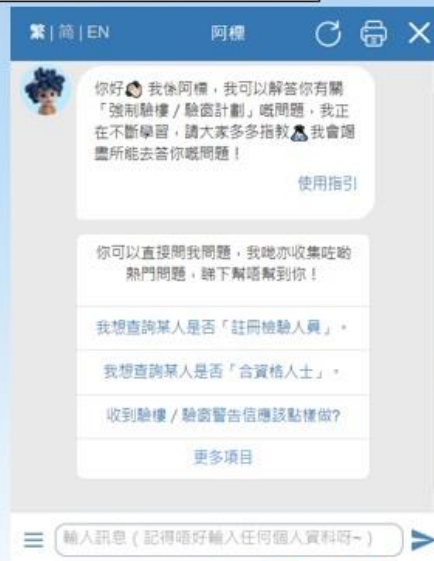 繁 | 简 | EN 阿標
你好 我係阿標，我可以解答你有關
「強制驗樓 / 驗窗計劃」嘅問題，我正
在不斷學習，請大家多多指教 我會竭
盡所能去答你嘅問題！
使用指引
你可以直接問我問題，我哋亦收集咗啲
熱門問題，睇下幫唔幫到你！
我想查詢某人是否「註冊檢驗人員」。
我想查詢某人是否「合資格人士」。
收到驗樓 / 驗窗警告信應該點樣做?
更多項目
輸入訊息（記得唔好輸入任何個人資料呀~）